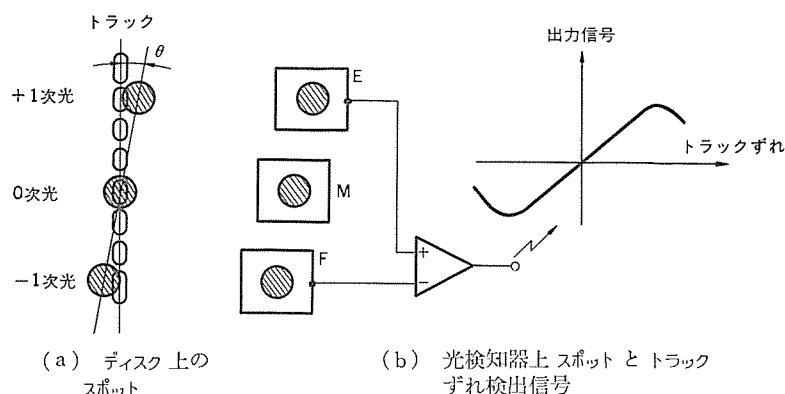 トラック
θ
+1次光
0次光
-1次光
(a) ディスク上の
スポット
E
M
F
+
-
出力信号
トラックずれ
(b) 光検知器上スポットとトラック
ずれ検出信号